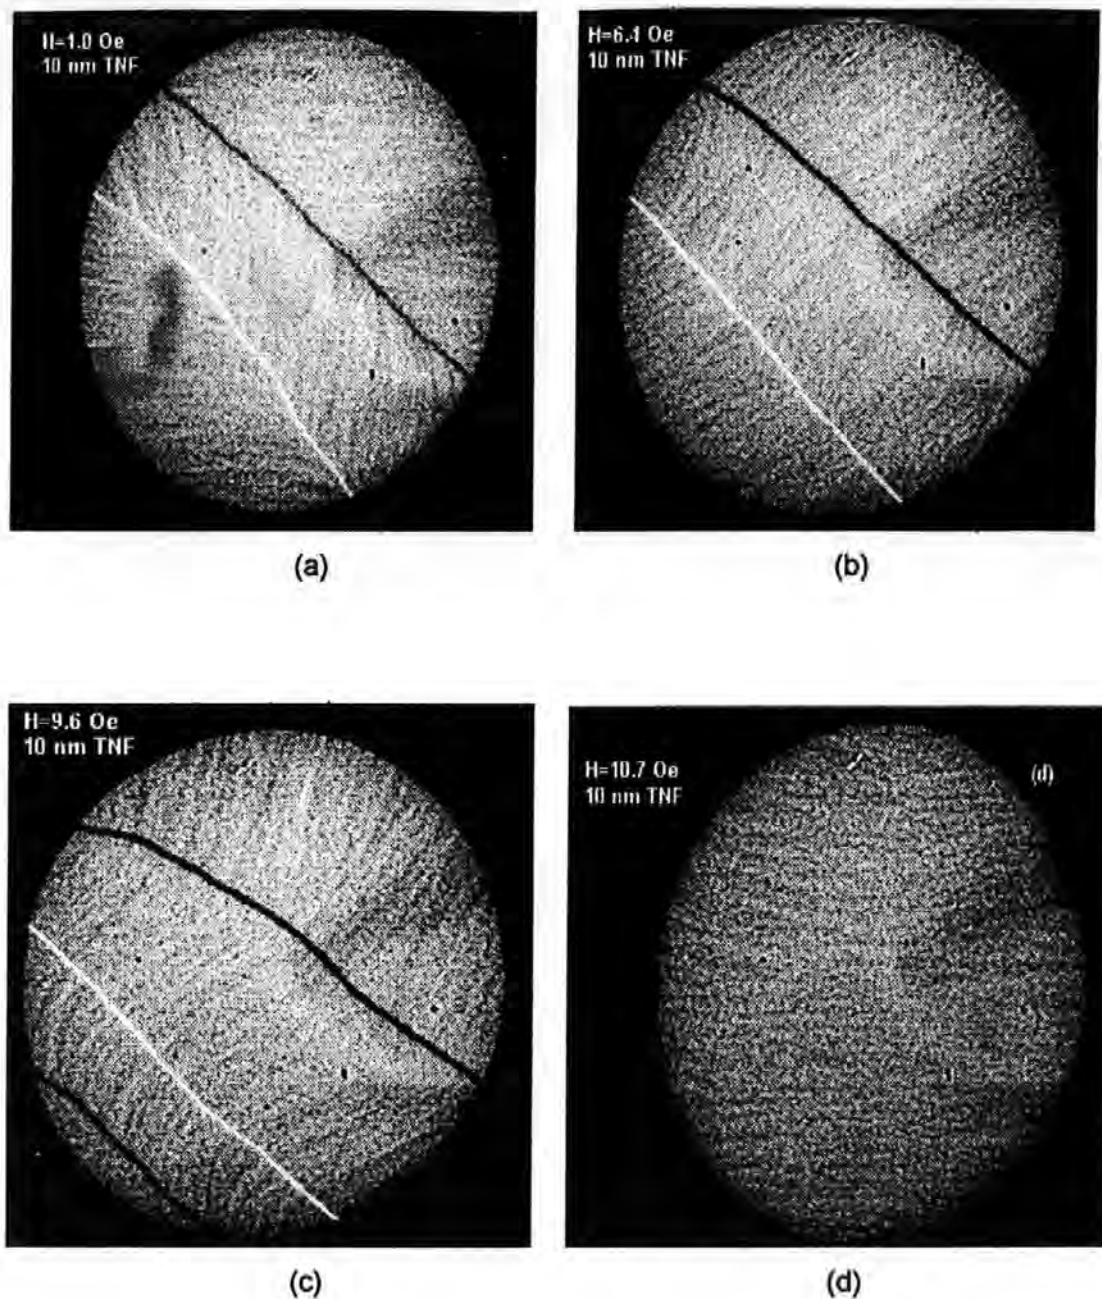 H=1.0 Oe
10 nm TNF
H=6.4 Oe
10 nm TNF
(a)
(b)
H=9.6 Oe
10 nm TNF
H=10.7 Oe
10 nm TNF
(d)
(c)
(d)